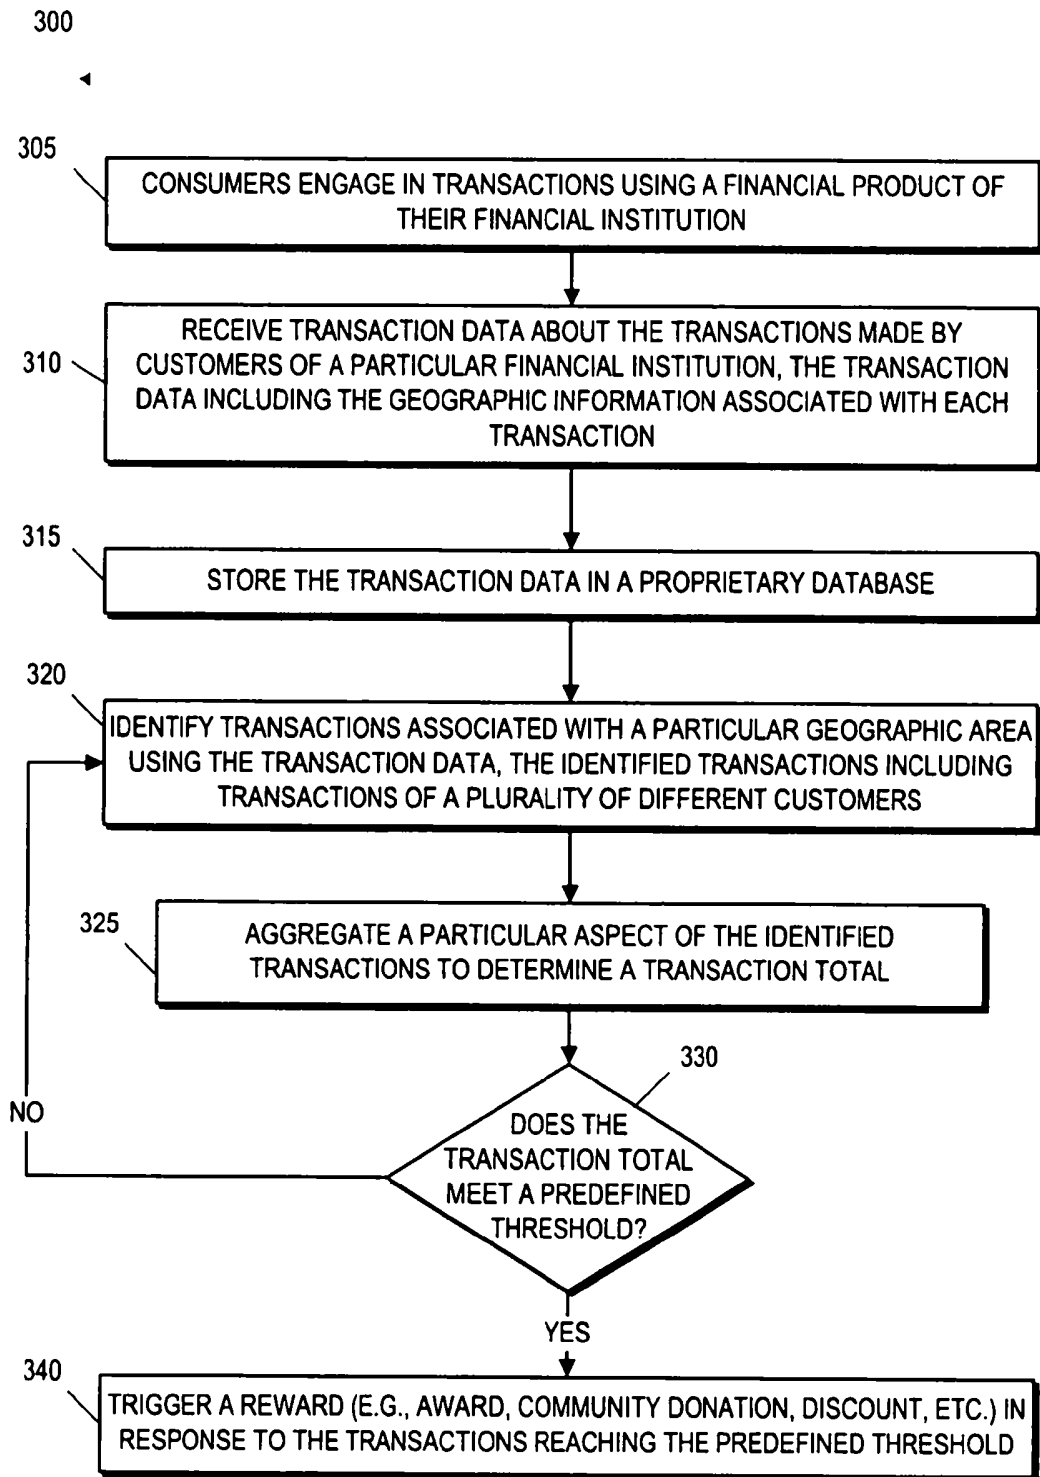 300
305
CONSUMERS ENGAGE IN TRANSACTIONS USING A FINANCIAL PRODUCT OF
THEIR FINANCIAL INSTITUTION
310
RECEIVE TRANSACTION DATA ABOUT THE TRANSACTIONS MADE BY
CUSTOMERS OF A PARTICULAR FINANCIAL INSTITUTION, THE TRANSACTION
DATA INCLUDING THE GEOGRAPHIC INFORMATION ASSOCIATED WITH EACH
TRANSACTION
315
STORE THE TRANSACTION DATA IN A PROPRIETARY DATABASE
320
IDENTIFY TRANSACTIONS ASSOCIATED WITH A PARTICULAR GEOGRAPHIC AREA
USING THE TRANSACTION DATA, THE IDENTIFIED TRANSACTIONS INCLUDING
TRANSACTIONS OF A PLURALITY OF DIFFERENT CUSTOMERS
325
AGGREGATE A PARTICULAR ASPECT OF THE IDENTIFIED
TRANSACTIONS TO DETERMINE A TRANSACTION TOTAL
330
DOES THE
TRANSACTION TOTAL
MEET A PREDEFINED
THRESHOLD?
NO
YES
340
TRIGGER A REWARD (E.G., AWARD, COMMUNITY DONATION, DISCOUNT, ETC.) IN
RESPONSE TO THE TRANSACTIONS REACHING THE PREDEFINED THRESHOLD